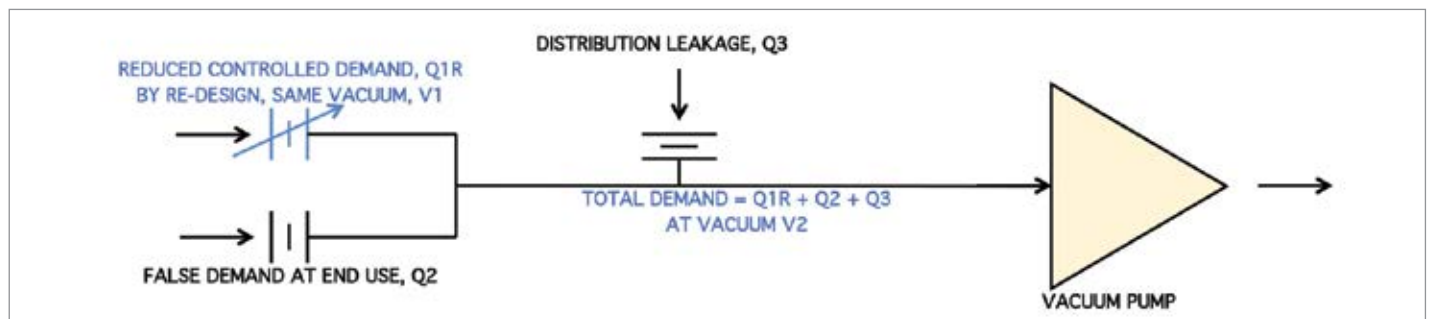 DISTRIBUTION LEAKAGE, Q3
REDUCED CONTROLLED DEMAND, Q1R
BY RE-DESIGN, SAME VACUUM, V1
TOTAL DEMAND = Q1R + Q2 + Q3
AT VACUUM V2
FALSE DEMAND AT END USE, Q2
VACUUM PUMP